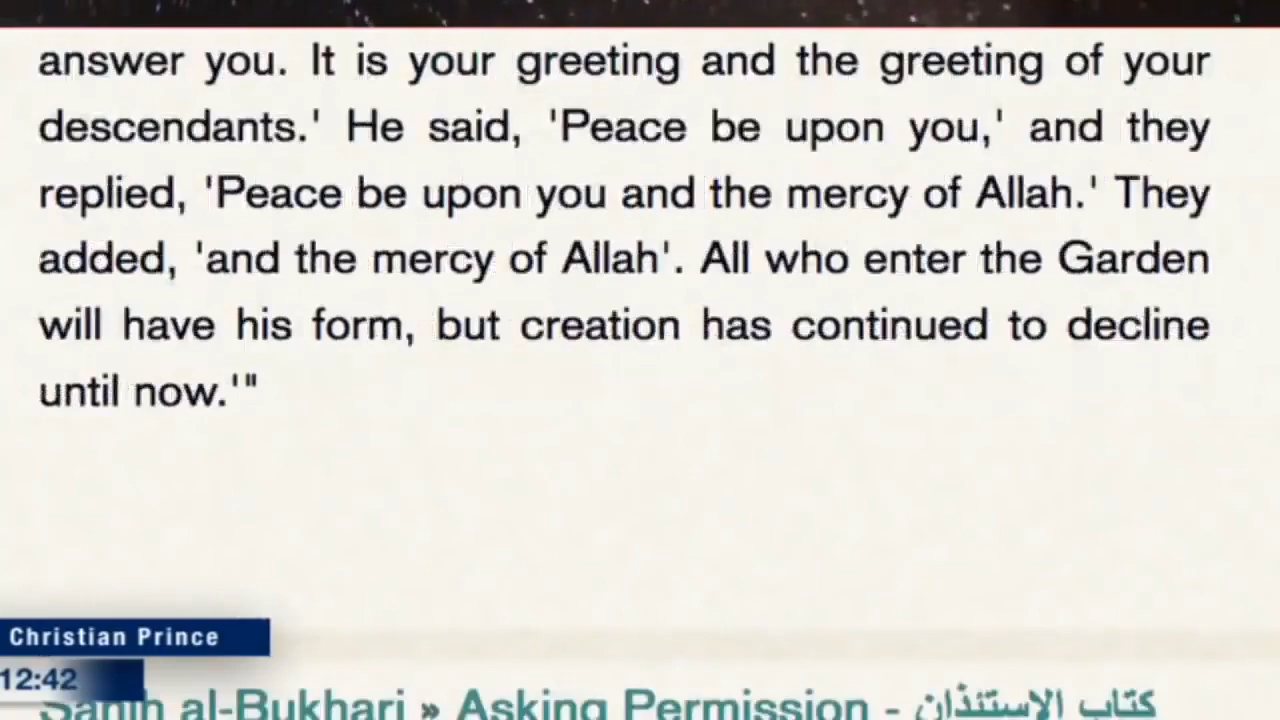 answer you. It is your greeting and the greeting of your
descendants.' He said, 'Peace be upon you,' and they
replied, 'Peace be upon you and the mercy of Allah.' They
added, 'and the mercy of Allah'. All who enter the Garden
will have his form, but creation has continued to decline
until now.'"
Christian Prince
12:42
Sahih al-Bukhari » Asking Permission - كتاب الاستئذان